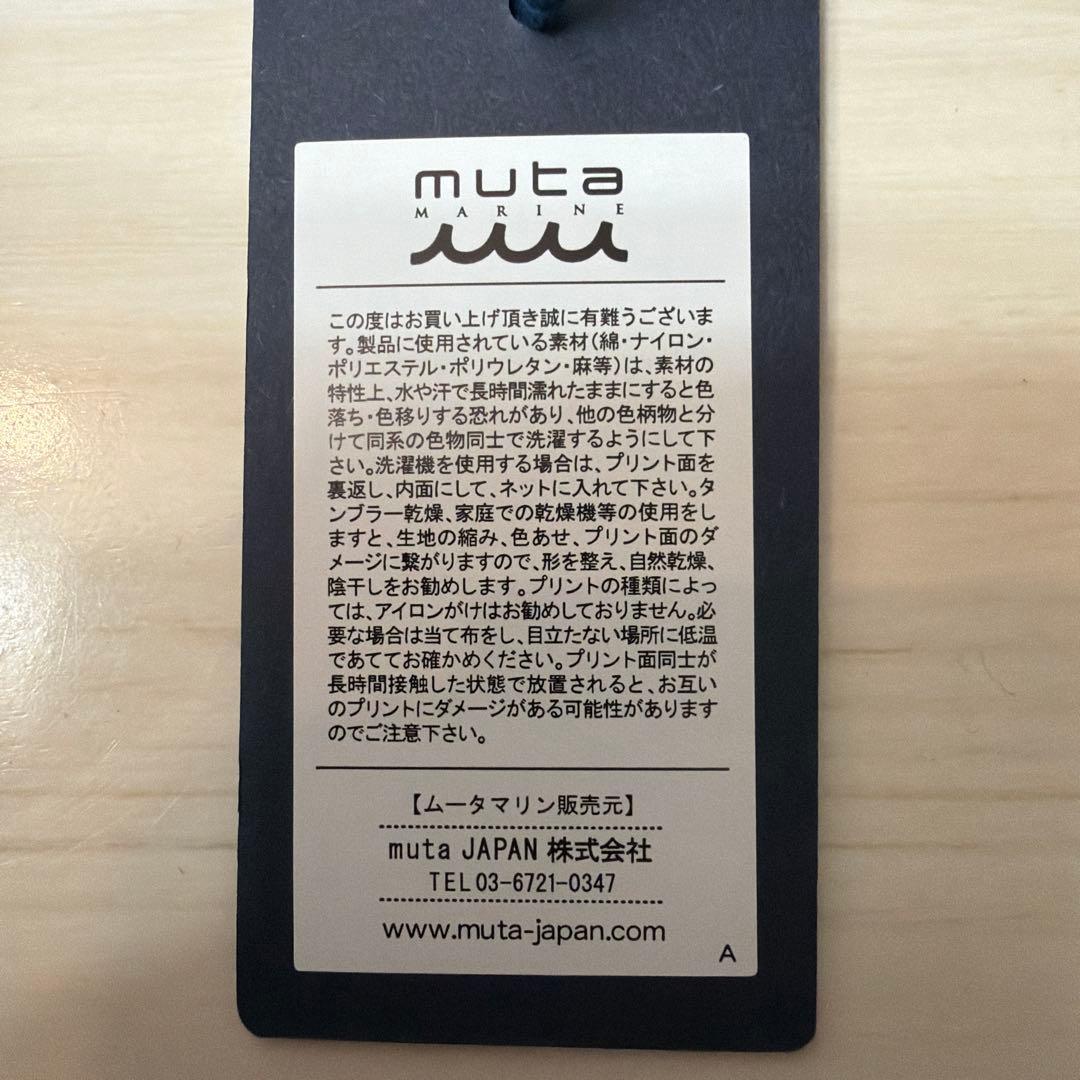 muta
MARINE
この度はお買い上げ頂き誠に有難うございま
す。製品に使用されている素材(綿・ナイロン・
ポリエステル・ポリウレタン・麻等)は、素材の
特性上、水や汗で長時間濡れたままにすると色
落ち・色移りする恐れがあり、他の色柄物と分
けて同系の色物同士で洗濯するようにして下
さい。洗濯機を使用する場合は、プリント面を
裏返し、内面にして、ネットに入れて下さい。タ
ンブラー乾燥、家庭での乾燥機等の使用をし
ますと、生地の縮み、色あせ、プリント面のダ
メージに繋がりますので、形を整え、自然乾燥、
陰干しをお勧めします。プリントの種類によっ
ては、アイロンがけはお勧めしておりません。必
要な場合は当て布をし、目立たない場所に低温
であててお確かめください。プリント面同士が
長時間接触した状態で放置されると、お互い
のプリントにダメージがある可能性があります
のでご注意下さい。
【ムータマリン販売元】
muta JAPAN 株式会社
TEL03-6721-0347
www.muta-japan.com
A